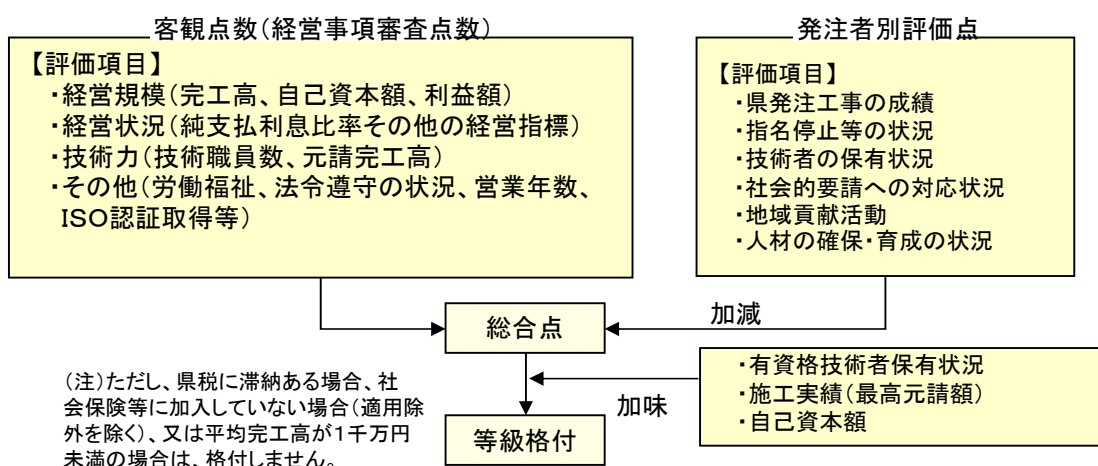 客観点数(経営事項審査点数)
【評価項目】
・経営規模(完工高、自己資本額、利益額)
・経営状況(純支払利息比率その他の経営指標)
・技術力(技術職員数、元請完工高)
・その他(労働福祉、法令遵守の状況、営業年数、
ISO認証取得等)
発注者別評価点
【評価項目】
・県発注工事の成績
・指名停止等の状況
・技術者の保有状況
・社会的要請への対応状況
・地域貢献活動
・人材の確保・育成の状況
総合点
加減
・有資格技術者保有状況
・施工実績(最高元請額)
・自己資本額
加味
等級格付
(注)ただし、県税に滞納ある場合、社
会保険等に加入していない場合(適用除
外を除く)、又は平均完工高が1千万円
未満の場合は、格付しません。